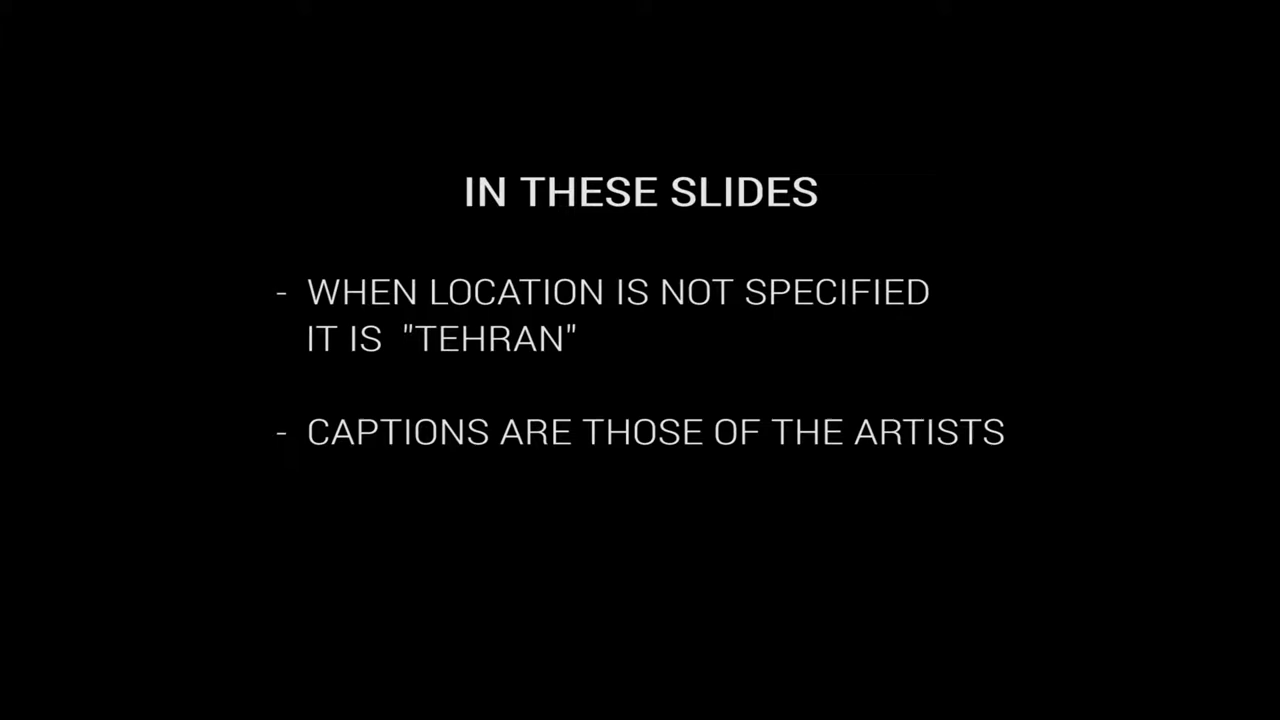 IN THESE SLIDES
- WHEN LOCATION IS NOT SPECIFIED
IT IS "TEHRAN"
- CAPTIONS ARE THOSE OF THE ARTISTS